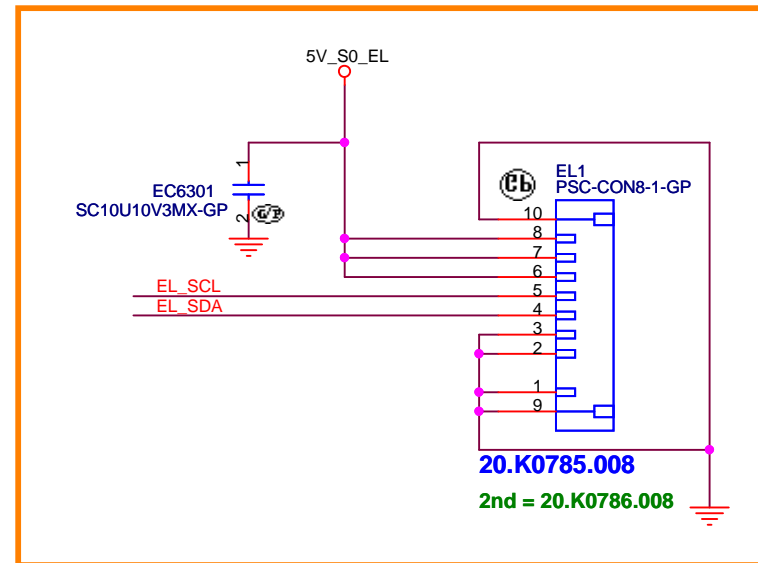 5V_S0_EL
1
EC6301
SC10U10V3MX-GP
2
G/P
EL1
PSC-CON8-1-GP
10
8
7
6
5
4
3
2
1
9
EL_SCL
EL_SDA
20.K0785.008
2nd = 20.K0786.008